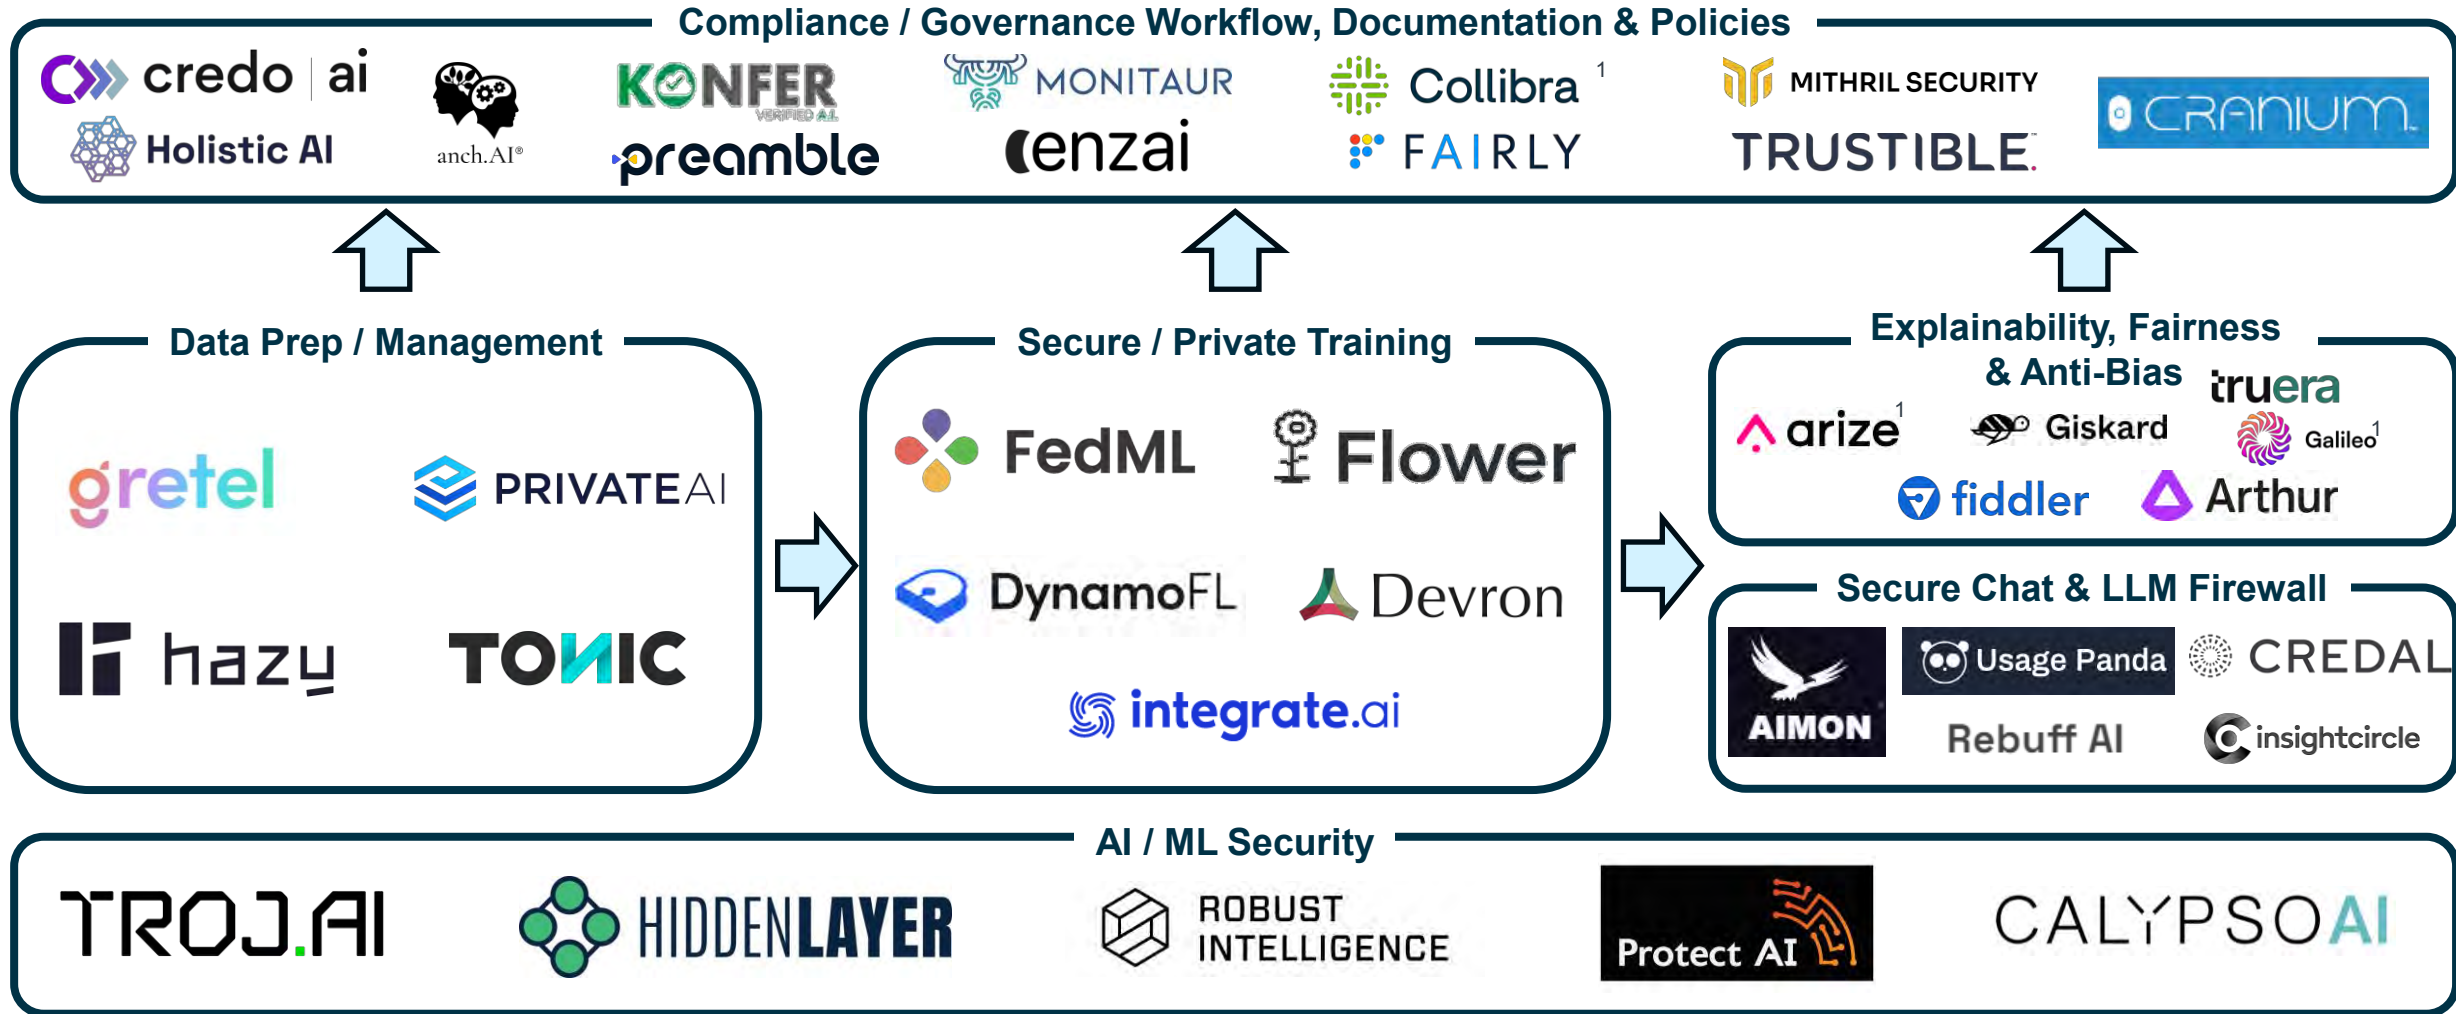 Compliance / Governance Workflow, Documentation & Policies
credo | ai
Holistic AI
anch.AI®
KONFER
VERIFIED A.I.
preamble
MONITAUR
enzai
Collibra 1
FAIRLY
MITHRIL SECURITY
TRUSTIBLE.
CRANIUM
Data Prep / Management
gretel
PRIVATE AI
hazy
TONIC
Secure / Private Training
FedML
Flower
DynamoFL
Devron
integrate.ai
Explainability, Fairness
& Anti-Bias
truera
arize 1
Giskard
Galileo 1
fiddler
Arthur
Secure Chat & LLM Firewall
AIMON
Usage Panda
CREDAL
Rebuff AI
insightcircle
AI / ML Security
TROJ.AI
HIDDENLAYER
ROBUST
INTELLIGENCE
Protect AI
CALYPSOAI